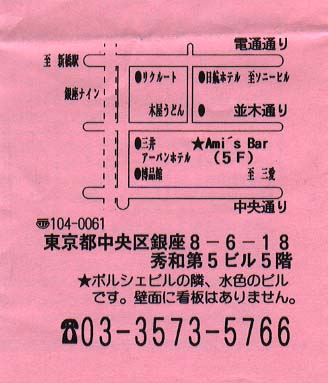 電通通り
至 新橋駅
●リクルート ●日航ホテル 至ソニービル
銀座ナイン
木屋うどん ● 並木通り
●三井 ★Ami´s Bar
アーバンホテル (5F)
●博品館 至 三愛
中央通り
〠104-0061
東京都中央区銀座8-6-18
秀和第5ビル5階
★ポルシェビルの隣、水色のビル
です。壁面に看板はありません。
☎03-3573-5766